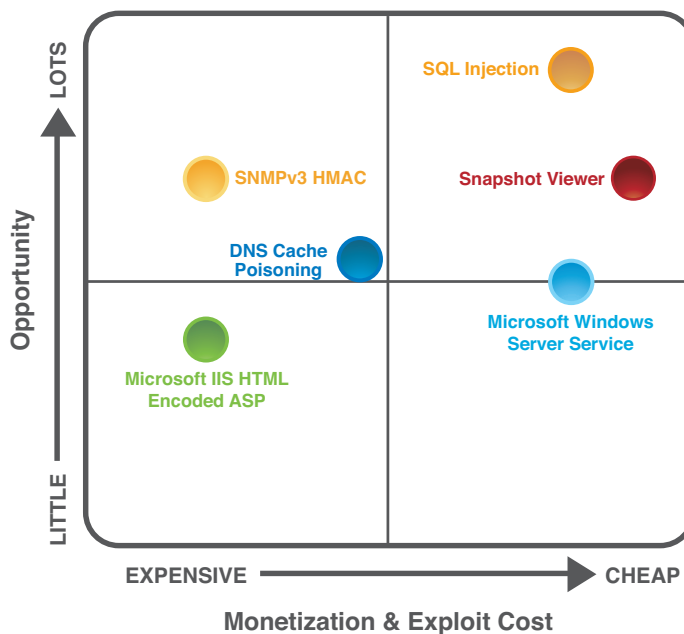 LOTS
SQL Injection
SNMPv3 HMAC
Snapshot Viewer
DNS Cache
Poisoning
Opportunity
Microsoft Windows
Server Service
Microsoft IIS HTML
Encoded ASP
LITTLE
EXPENSIVE
CHEAP
Monetization & Exploit Cost